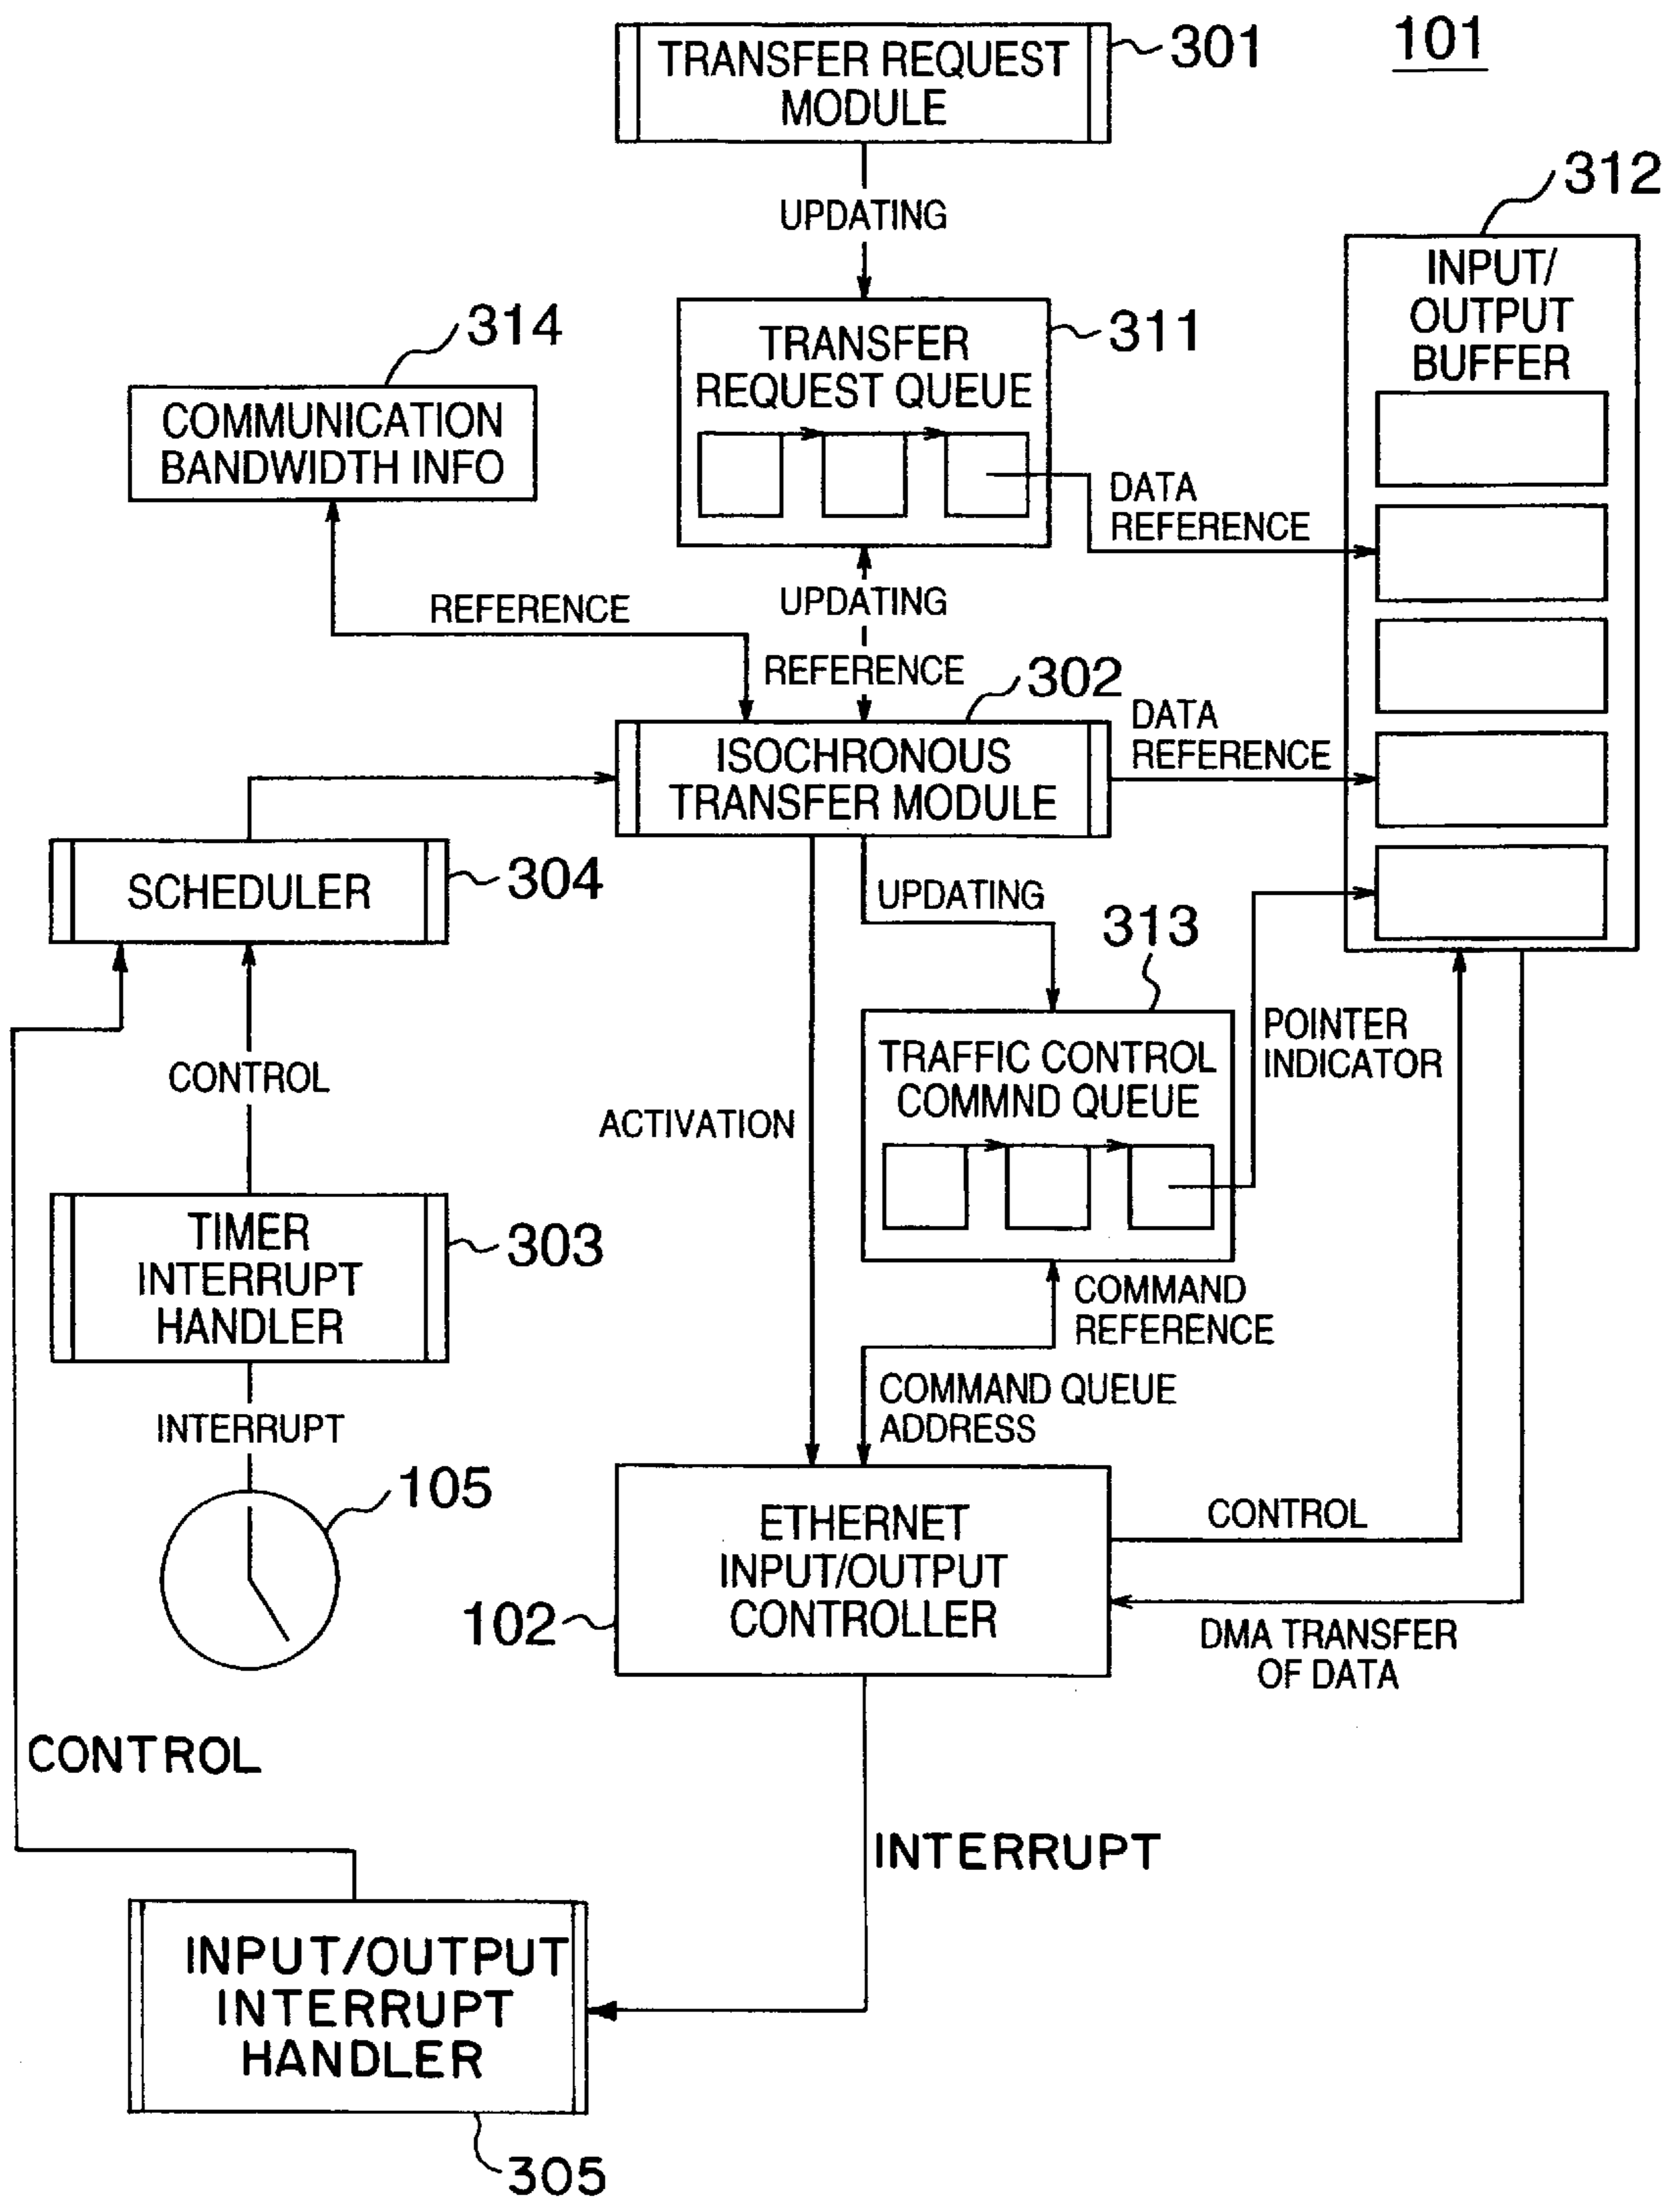 101
TRANSFER REQUEST
MODULE
301
UPDATING
312
INPUT/
OUTPUT
BUFFER
314
COMMUNICATION
BANDWIDTH INFO
311
TRANSFER
REQUEST QUEUE
DATA
REFERENCE
REFERENCE
UPDATING
REFERENCE
302
ISOCHRONOUS
TRANSFER MODULE
DATA
REFERENCE
SCHEDULER
304
UPDATING
313
TRAFFIC CONTROL
COMMND QUEUE
POINTER
INDICATOR
CONTROL
ACTIVATION
TIMER
INTERRUPT
HANDLER
303
COMMAND
REFERENCE
COMMAND QUEUE
ADDRESS
INTERRUPT
105
ETHERNET
INPUT/OUTPUT
CONTROLLER
102
CONTROL
DMA TRANSFER
OF DATA
CONTROL
INTERRUPT
INPUT/OUTPUT
INTERRUPT
HANDLER
305